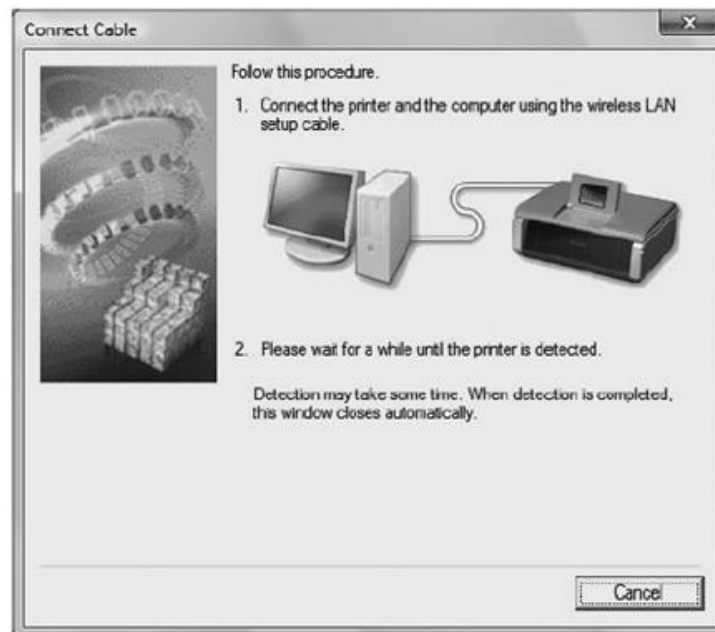 Connect Cable
Follow this procedure.
1. Connect the printer and the computer using the wireless LAN
setup cable.
2. Please wait for a while until the printer is detected.
Detection may take some time. When detection is completed,
this window closes automatically.
Cancel